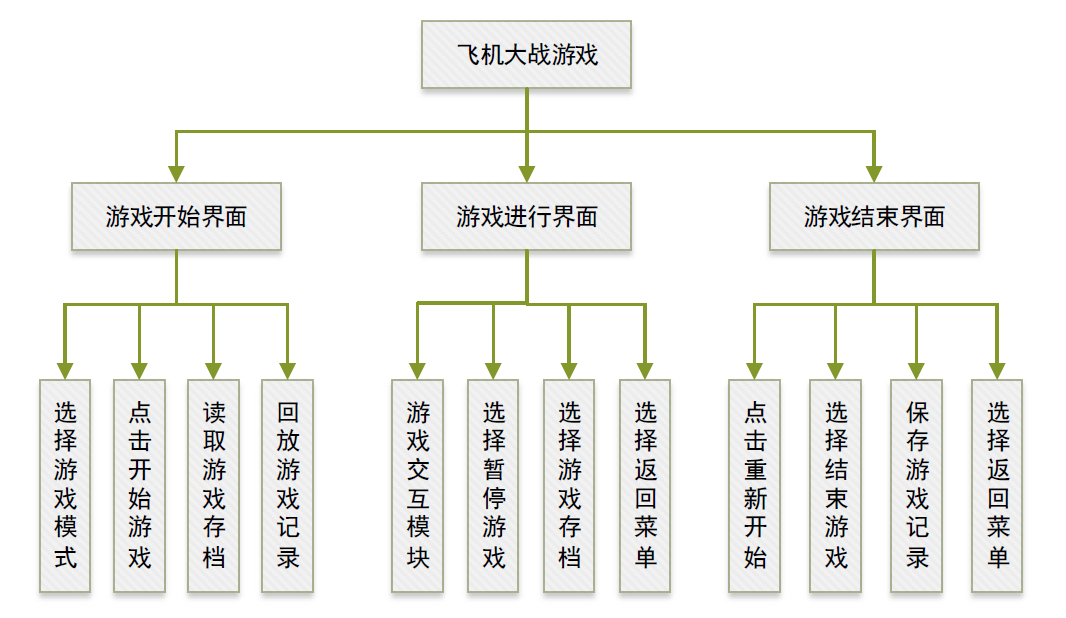 飞机大战游戏
游戏开始界面
游戏进行界面
游戏结束界面
选择游戏模式
点击开始游戏
读取游戏存档
回放游戏记录
游戏交互模块
选择暂停游戏
选择游戏存档
选择返回菜单
点击重新开始
选择结束游戏
保存游戏记录
选择返回菜单